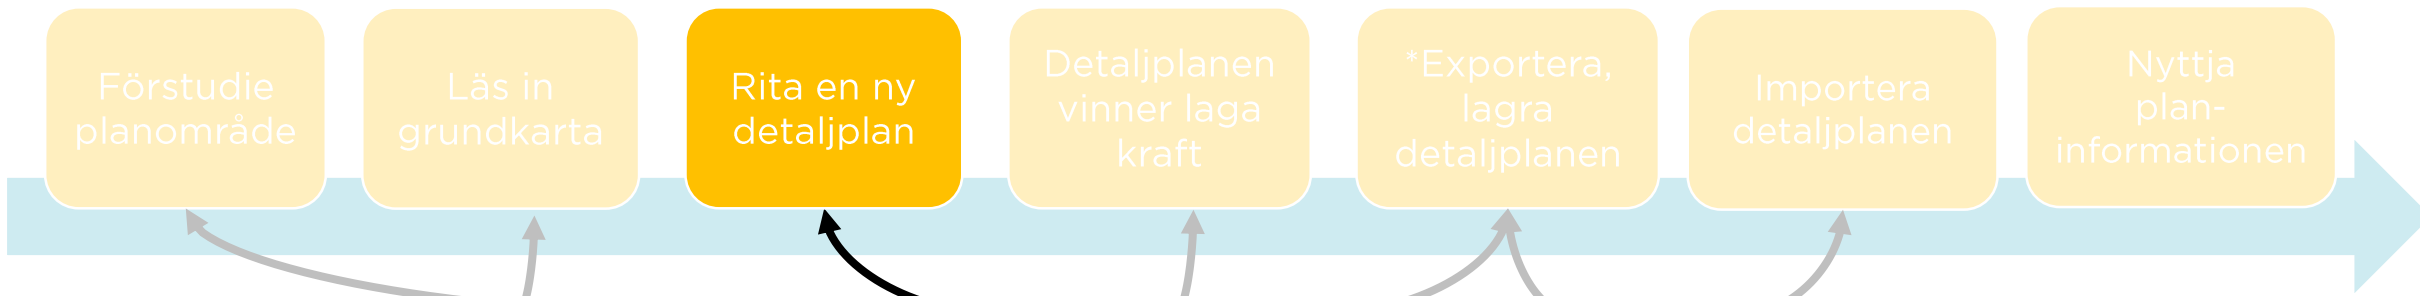 Förstudie
planområde
Läs in
grundkarta
Rita en ny
detaljplan
Detaljplanen
vinner laga
kraft
*Exportera,
lagra
detaljplanen
Importera
detaljplanen
Nyttja
plan-
informationen